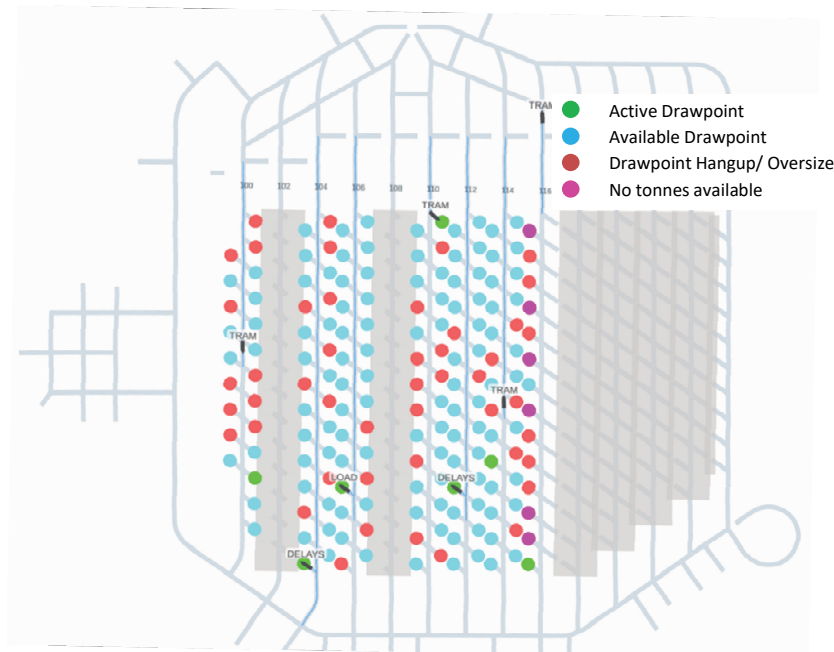 TRAM
Active Drawpoint
Available Drawpoint
Drawpoint Hangup/ Oversize
No tonnes available
100 102 104 106 108 110 112 114 116
TRAM
TRAM
TRAM
LOAD
DELAYS
DELAYS